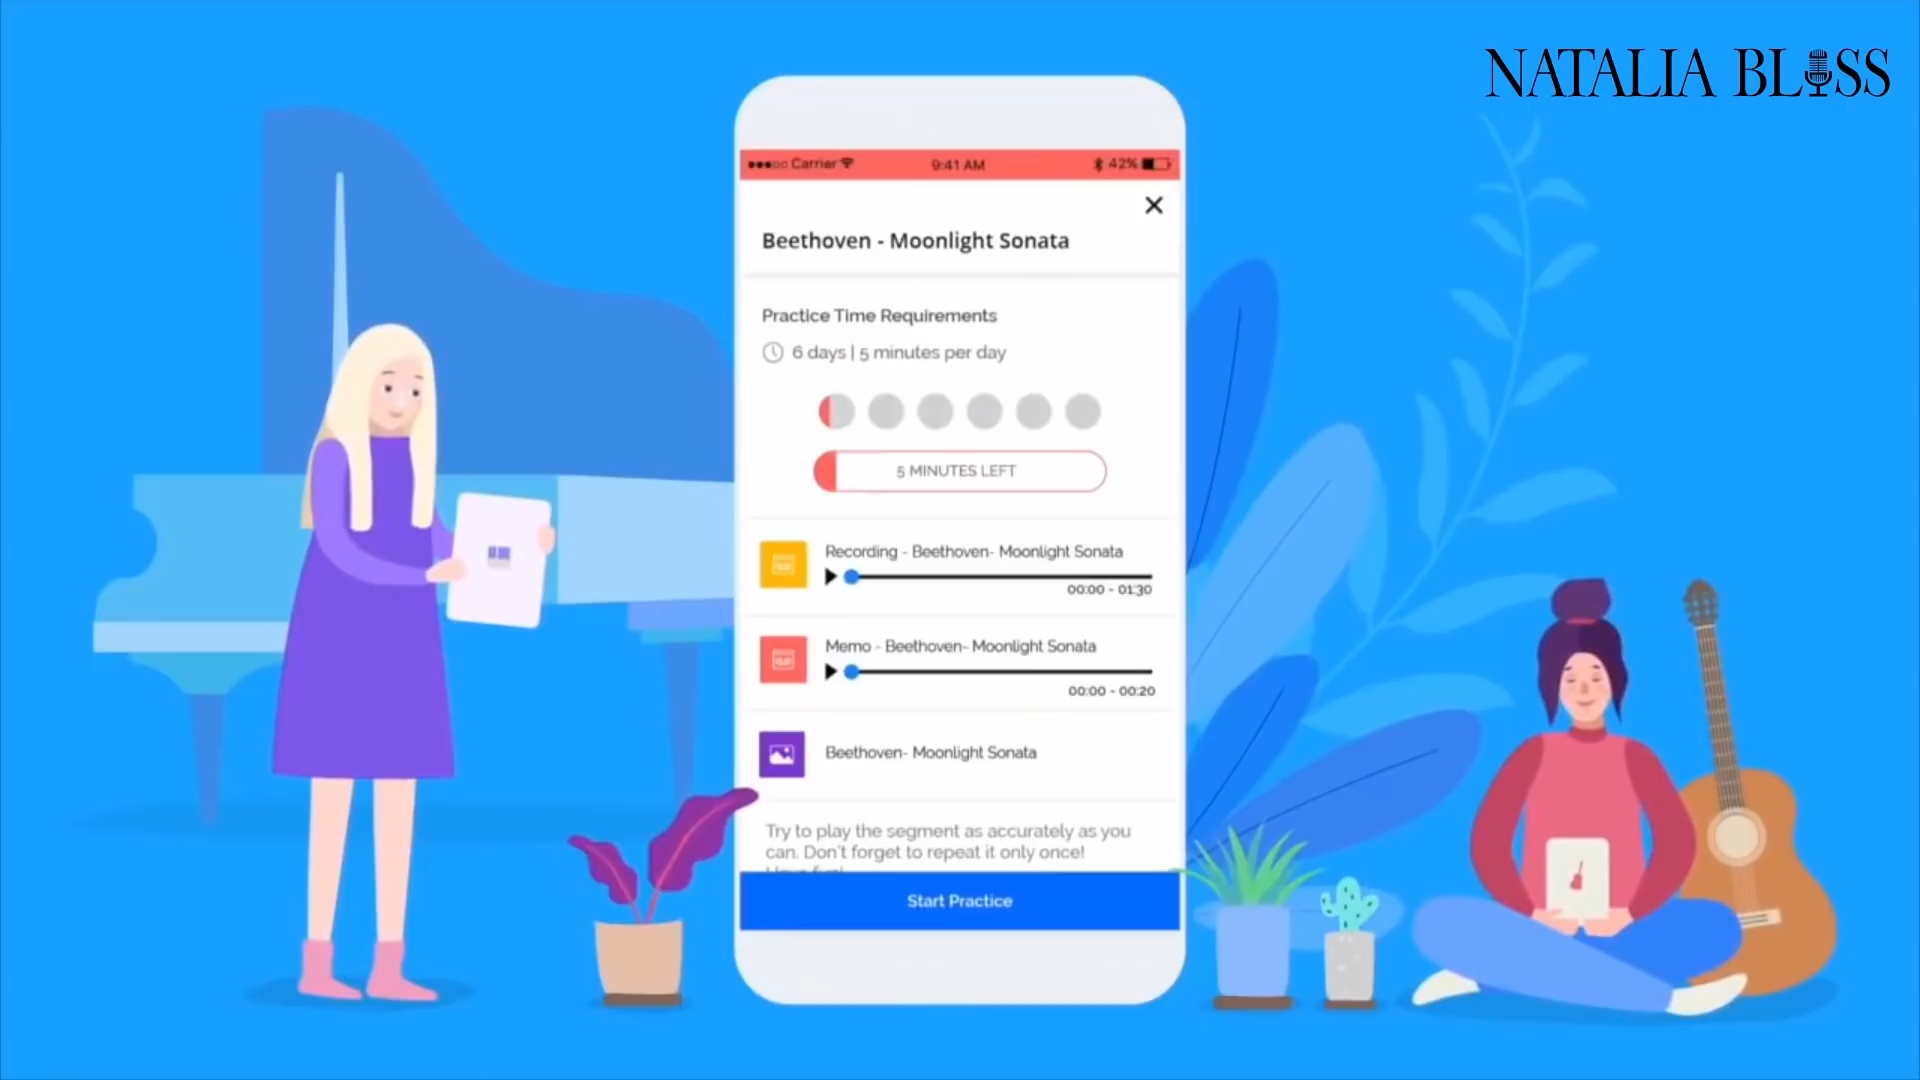 NATALIA BLISS
Carrier 9:41 AM 42%
Beethoven - Moonlight Sonata
Practice Time Requirements
6 days | 5 minutes per day
5 MINUTES LEFT
Recording - Beethoven- Moonlight Sonata
00:00 - 01:30
Memo - Beethoven- Moonlight Sonata
00:00 - 00:20
Beethoven- Moonlight Sonata
Try to play the segment as accurately as you
can. Don't forget to repeat it only once!
Start Practice